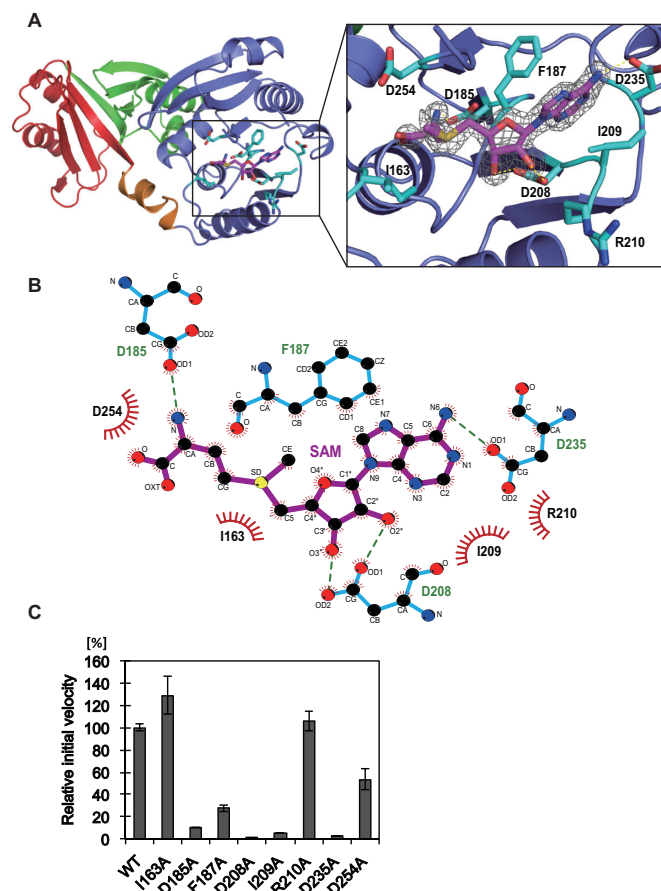 A
F187
D254
D185
D235
I163
I209
D208
R210
B
N
C
CA
O
CB
OD2
CG
D185
OD1
F187
CE2
CD2
CZ
N
CE1
C
CA
CG
CD1
O
CB
D254
N
O
CA
C
CB
OXT
CG
SD
CE
SAM
N7
C8
C5
C6
N6
N1
N9
C4
N3
C2
O4*
C1*
C5
C4*
C2*
C3*
O3*
O2*
I163
O
C
N
CA
OD1
CB
CG
D235
OD2
R210
I209
OD1
OD2
CG
C
O
D208
CB
CA
N
C
[%]
160
140
120
100
80
60
40
20
0
Relative initial velocity
WT
I163A
D185A
F187A
D208A
I209A
R210A
D235A
D254A